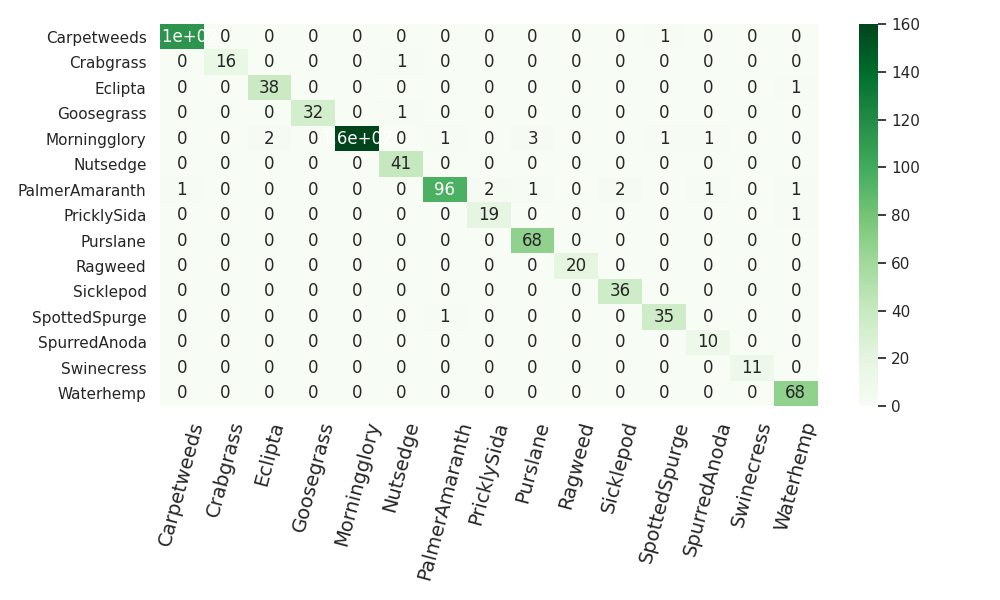 Carpetweeds 1e+0 0 0 0 0 0 0 0 0 0 0 1 0 0 0
Crabgrass 0 16 0 0 0 1 0 0 0 0 0 0 0 0 0
Eclipta 0 0 38 0 0 0 0 0 0 0 0 0 0 0 1
Goosegrass 0 0 0 32 0 1 0 0 0 0 0 0 0 0 0
Morningglory 0 0 2 0 6e+0 0 1 0 3 0 0 1 1 0 0
Nutsedge 0 0 0 0 0 41 0 0 0 0 0 0 0 0 0
PalmerAmaranth 1 0 0 0 0 0 96 2 1 0 2 0 1 0 1
PricklySida 0 0 0 0 0 0 0 19 0 0 0 0 0 0 1
Purslane 0 0 0 0 0 0 0 0 68 0 0 0 0 0 0
Ragweed 0 0 0 0 0 0 0 0 0 20 0 0 0 0 0
Sicklepod 0 0 0 0 0 0 0 0 0 0 36 0 0 0 0
SpottedSpurge 0 0 0 0 0 0 1 0 0 0 0 35 0 0 0
SpurredAnoda 0 0 0 0 0 0 0 0 0 0 0 0 10 0 0
Swinecress 0 0 0 0 0 0 0 0 0 0 0 0 0 11 0
Waterhemp 0 0 0 0 0 0 0 0 0 0 0 0 0 0 68
Carpetweeds
Crabgrass
Eclipta
Goosegrass
Morningglory
Nutsedge
PalmerAmaranth
PricklySida
Purslane
Ragweed
Sicklepod
SpottedSpurge
SpurredAnoda
Swinecress
Waterhemp
160
140
120
100
80
60
40
20
0